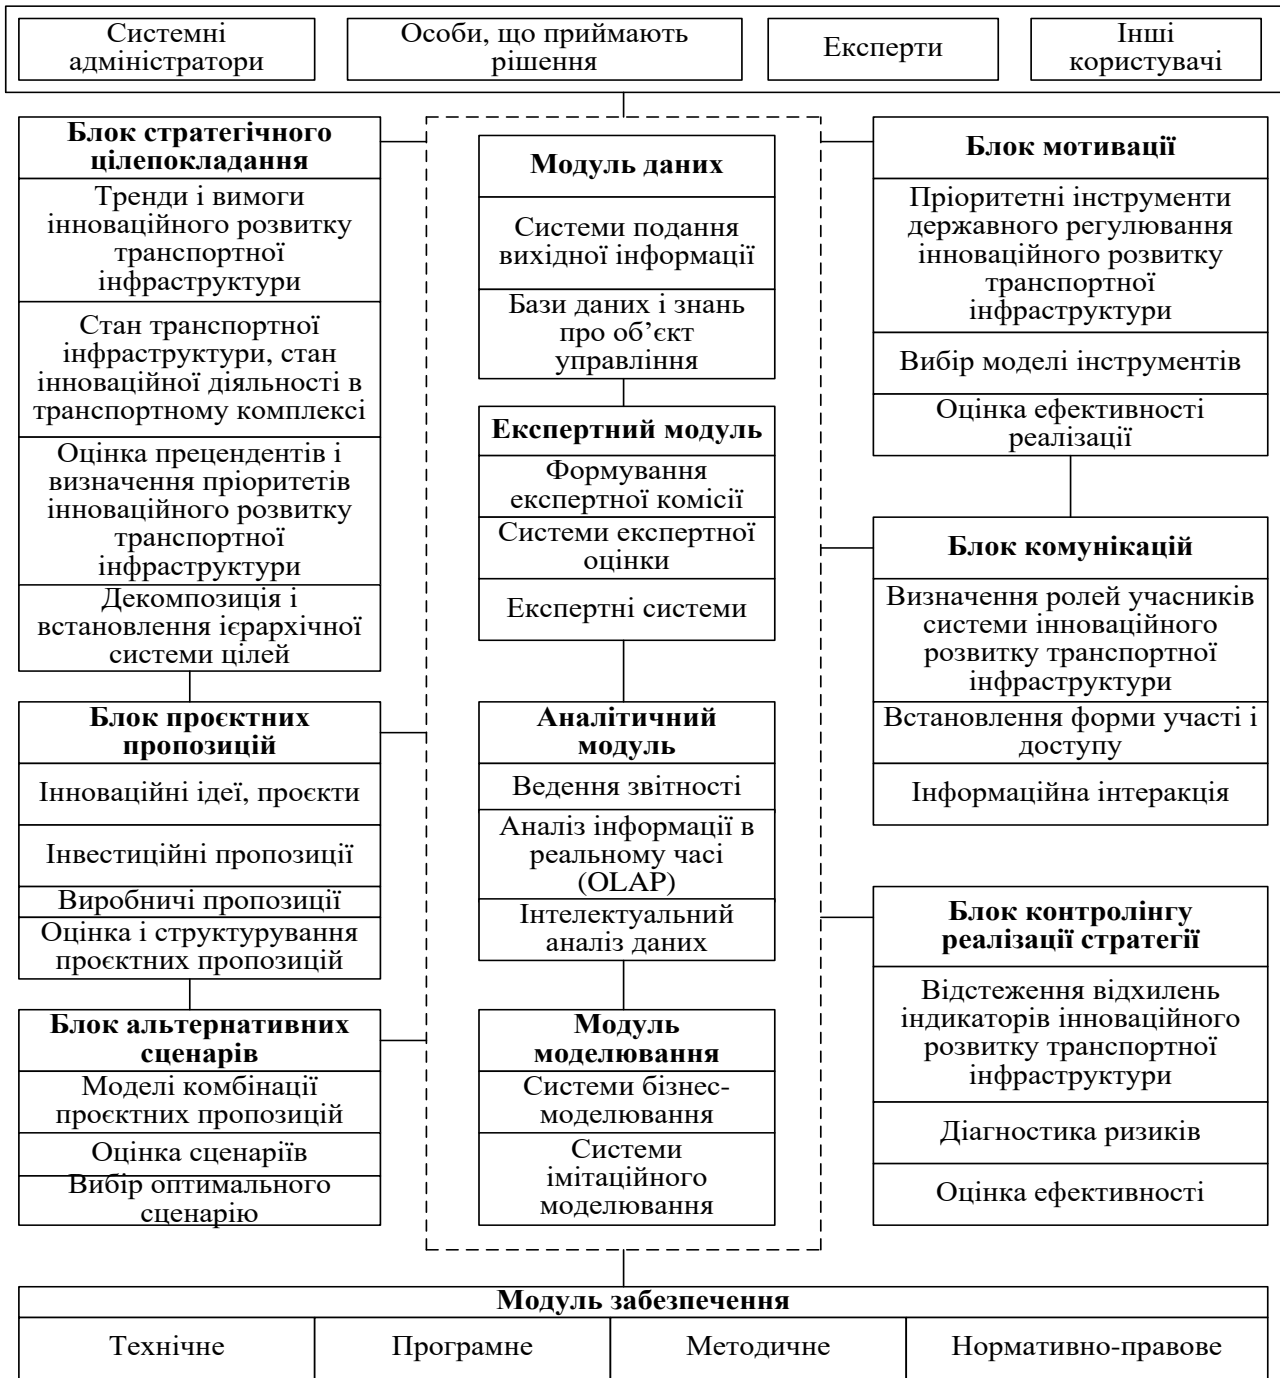 Системні
адміністратори
Особи, що приймають
рішення
Експерти
Інші
користувачі
Блок стратегічного
цілепокладання
Тренди і вимоги
інноваційного розвитку
транспортної
інфраструктури
Стан транспортної
інфраструктури, стан
інноваційної діяльності в
транспортному комплексі
Оцінка прецендентів і
визначення пріоритетів
інноваційного розвитку
транспортної
інфраструктури
Декомпозиція і
встановлення ієрархічної
системи цілей
Блок проєктних
пропозицій
Інноваційні ідеї, проєкти
Інвестиційні пропозиції
Виробничі пропозиції
Оцінка і структурування
проєктних пропозицій
Блок альтернативних
сценарів
Моделі комбінації
проєктних пропозицій
Оцінка сценаріїв
Вибір оптимального
сценарію
Модуль даних
Системи подання
вихідної інформації
Бази даних і знань
про об’єкт
управління
Експертний модуль
Формування
експертної комісії
Системи експертної
оцінки
Експертні системи
Аналітичний
модуль
Ведення звітності
Аналіз інформації в
реальному часі
(OLAP)
Інтелектуальний
аналіз даних
Модуль
моделювання
Системи бізнес-
моделювання
Системи
імітаційного
моделювання
Блок мотивації
Пріоритетні інструменти
державного регулювання
інноваційного розвитку
транспортної
інфраструктури
Вибір моделі інструментів
Оцінка ефективності
реалізації
Блок комунікацій
Визначення ролей учасників
системи інноваційного
розвитку транспортної
інфраструктури
Встановлення форми участі і
доступу
Інформаційна інтеракція
Блок контролінгу
реалізації стратегії
Відстеження відхилень
індикаторів інноваційного
розвитку транспортної
інфраструктури
Діагностика ризиків
Оцінка ефективності
Модуль забезпечення
Технічне
Програмне
Методичне
Нормативно-правове